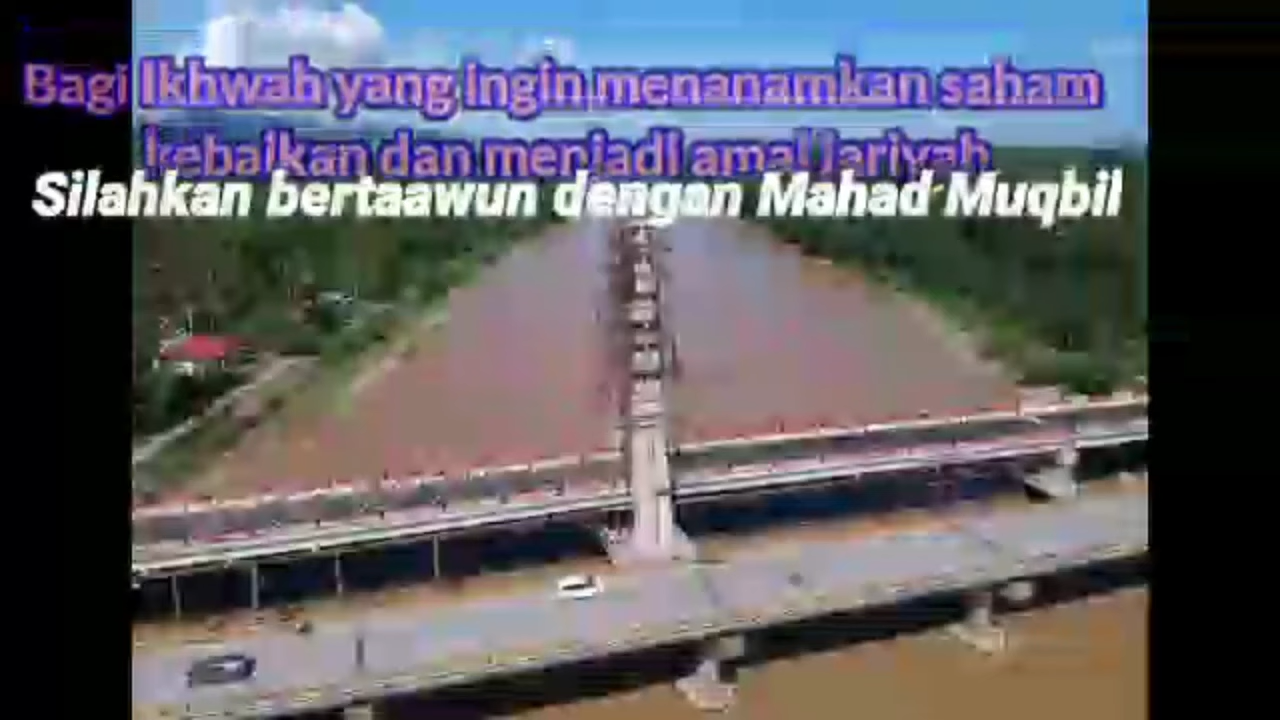 Bagi Ikhwah yang ingin menanamkan saham
kebaikan dan menjadi amal jariyah
Silahkan bertaawun dengan Mahad Muqbil